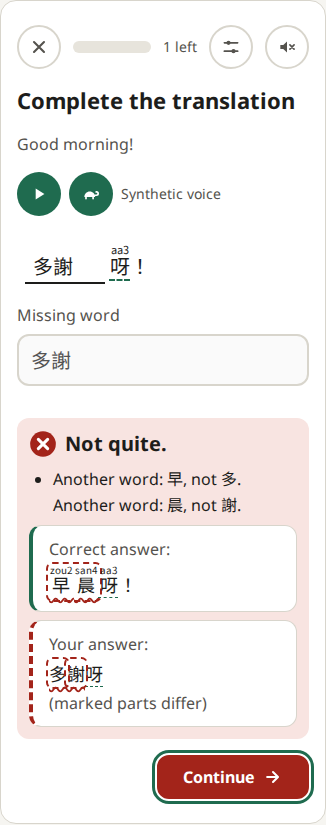 1 left
Complete the translation
Good morning!
Synthetic voice
aa3
多謝 呀！
Missing word
多謝
Not quite.
• Another word: 早, not 多.
Another word: 晨, not 謝.
Correct answer:
zou2 san4 aa3
早晨呀！
Your answer:
多謝呀
(marked parts differ)
Continue →